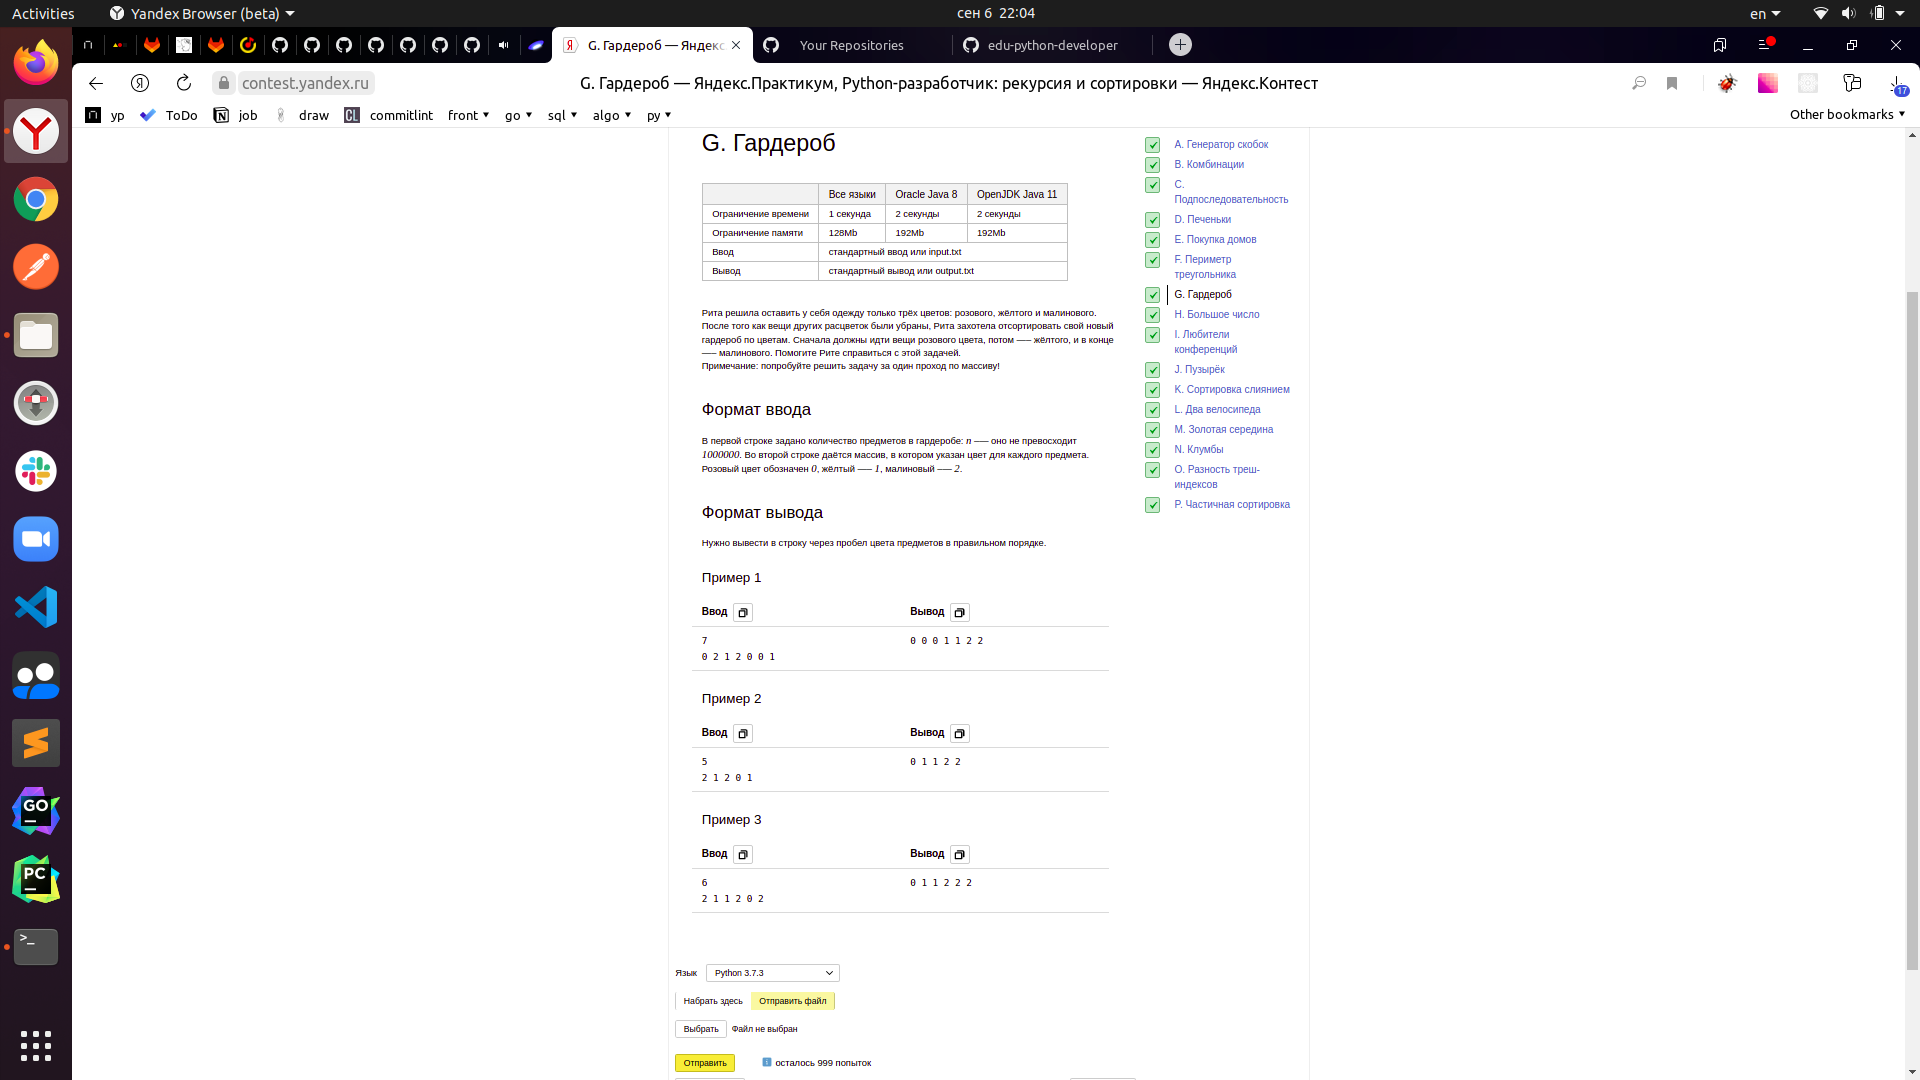 Activities
Yandex Browser (beta)
сен 6 22:04
en
G. Гардероб — Яндекс
Your Repositories
edu-python-developer
contest.yandex.ru
G. Гардероб — Яндекс.Практикум, Python-разработчик: рекурсия и сортировки — Яндекс.Контест
17
yp
ToDo
job
draw
CL
commitlint
front
go
sql
algo
py
Other bookmarks
G. Гардероб
Все языки
Oracle Java 8
OpenJDK Java 11
Ограничение времени
1 секунда
2 секунды
2 секунды
Ограничение памяти
128Mb
192Mb
192Mb
Ввод
стандартный ввод или input.txt
Вывод
стандартный вывод или output.txt
Рита решила оставить у себя одежду только трёх цветов: розового, жёлтого и малинового.
После того как вещи других расцветок были убраны, Рита захотела отсортировать свой новый
гардероб по цветам. Сначала должны идти вещи розового цвета, потом —– жёлтого, и в конце
—– малинового. Помогите Рите справиться с этой задачей.
Примечание: попробуйте решить задачу за один проход по массиву!
Формат ввода
В первой строке задано количество предметов в гардеробе: n —– оно не превосходит
1000000. Во второй строке даётся массив, в котором указан цвет для каждого предмета.
Розовый цвет обозначен 0, жёлтый —– 1, малиновый —– 2.
Формат вывода
Нужно вывести в строку через пробел цвета предметов в правильном порядке.
Пример 1
Ввод
Вывод
7
0 2 1 2 0 0 1
0 0 0 1 1 2 2
Пример 2
Ввод
Вывод
5
2 1 2 0 1
0 1 1 2 2
Пример 3
Ввод
Вывод
6
2 1 1 2 0 2
0 1 1 2 2 2
Язык
Python 3.7.3
Набрать здесь
Отправить файл
Выбрать
Файл не выбран
Отправить
осталось 999 попыток
A. Генератор скобок
B. Комбинации
C.
Подпоследовательность
D. Печеньки
E. Покупка домов
F. Периметр
треугольника
G. Гардероб
H. Большое число
I. Любители
конференций
J. Пузырёк
K. Сортировка слиянием
L. Два велосипеда
M. Золотая середина
N. Клумбы
O. Разность треш-
индексов
P. Частичная сортировка
GO
PC